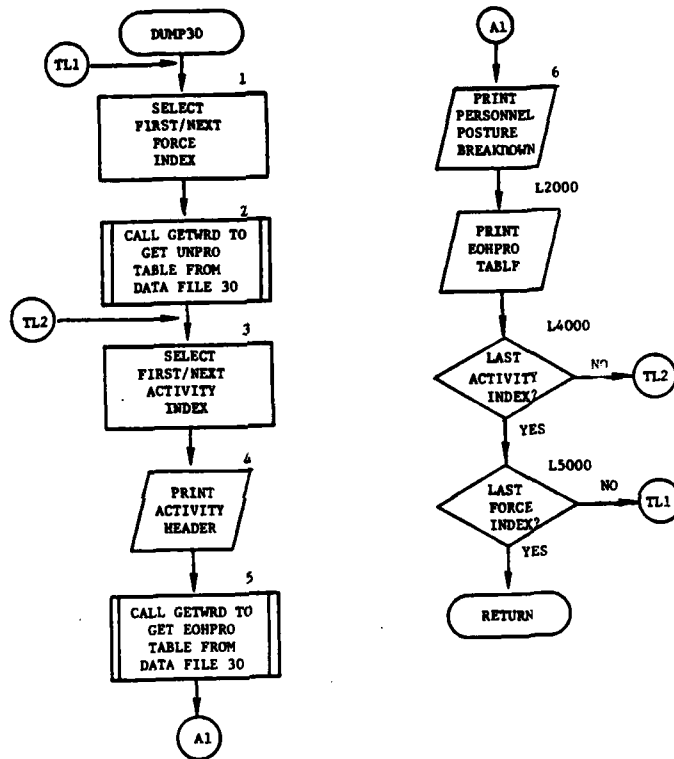 DUMP30
TL1
1
SELECT
FIRST/NEXT
FORCE
INDEX
2
CALL GETWRD TO
GET UNPRO
TABLE FROM
DATA FILE 30
TL2
3
SELECT
FIRST/NEXT
ACTIVITY
INDEX
4
PRINT
ACTIVITY
HEADER
5
CALL GETWRD TO
GET EOHPRO
TABLE FROM
DATA FILE 30
A1
A1
6
PRINT
PERSONNEL
POSTURE
BREAKDOWN
L2000
PRINT
EOHPRO
TABLE
L4000
LAST
ACTIVITY
INDEX?
NO
TL2
YES
L5000
LAST
FORCE
INDEX?
NO
TL1
YES
RETURN